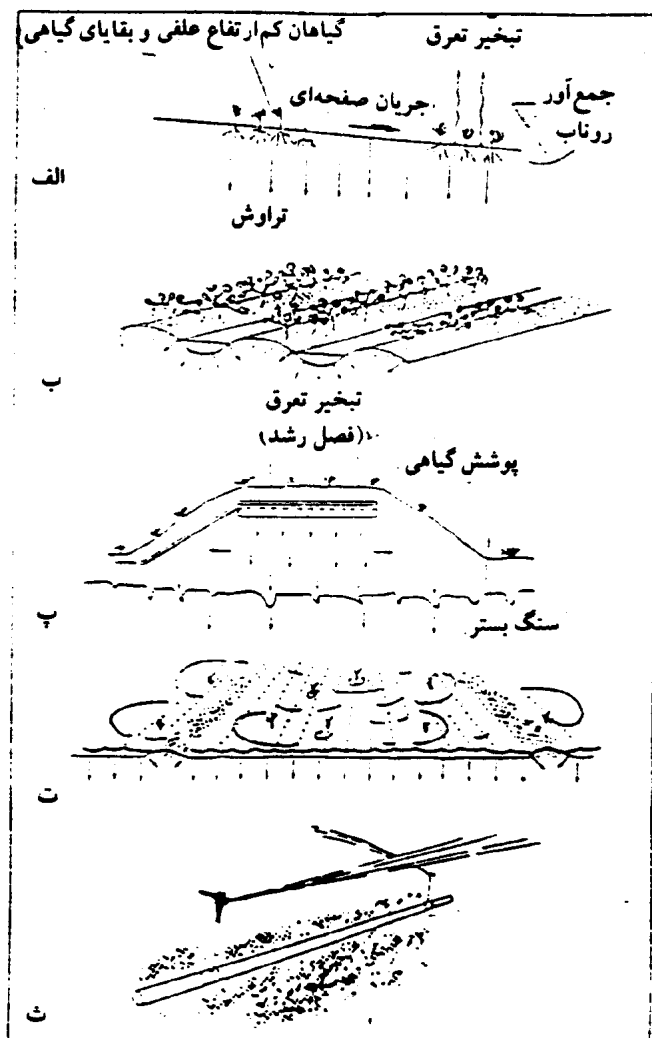 گیاهان کم‌ارتفاع علفی و بقایای گیاهی
تبخیر تعرق
جمع‌آور
روناب
جریان صفحه‌ای
الف
تراوش
ب
تبخیر تعرق
(فصل رشد)
پوشش گیاهی
پ
سنگ بستر
ت
ث